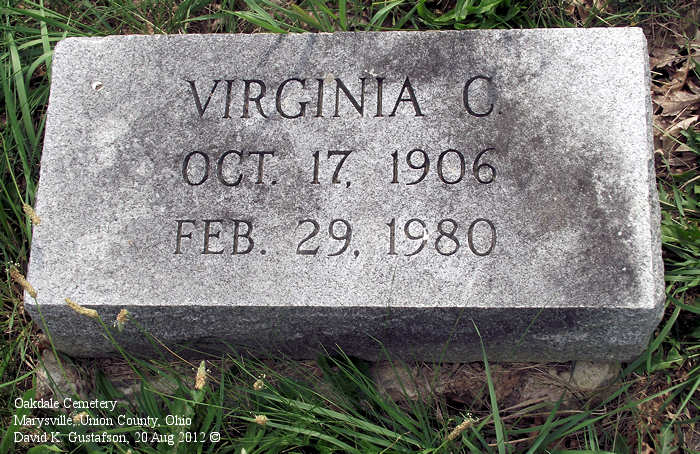 VIRGINIA C.
OCT. 17, 1906
FEB. 29, 1980
Oakdale Cemetery
Marysville, Union County, Ohio
David K. Gustafson, 20 Aug 2012 ©